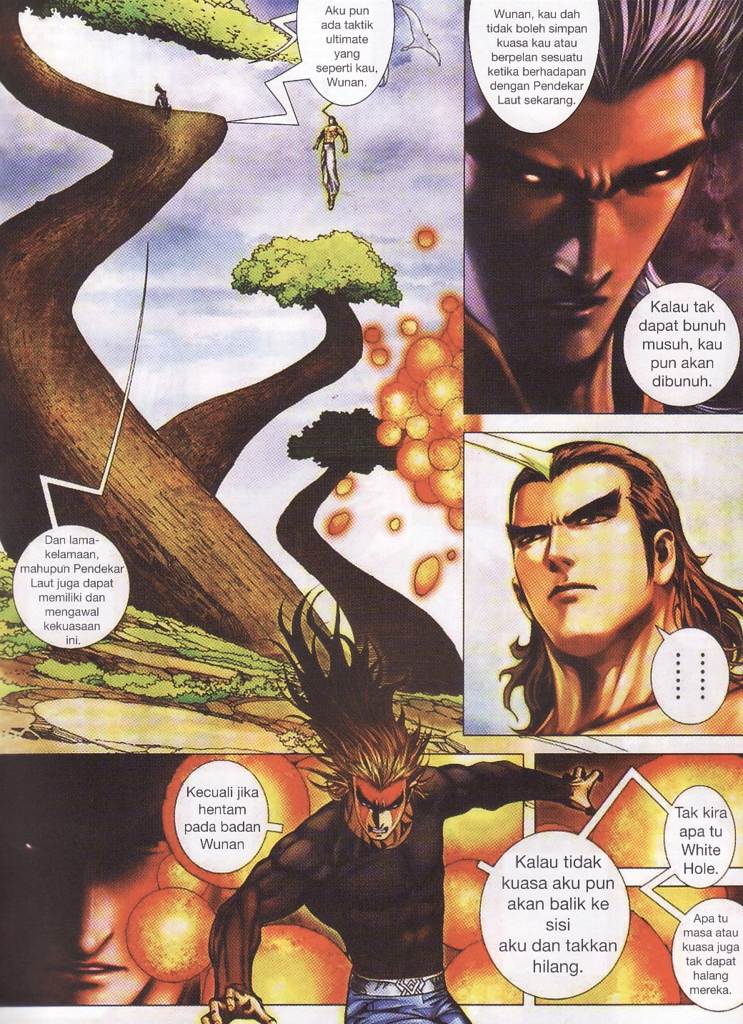 Aku pun
ada taktik
ultimate
yang
seperti kau,
Wunan.
Wunan, kau dah
tidak boleh simpan
kuasa kau atau
berpelan sesuatu
ketika berhadapan
dengan Pendekar
Laut sekarang.
Kalau tak
dapat bunuh
musuh, kau
pun akan
dibunuh.
Dan lama-
kelamaan,
mahupun Pendekar
Laut juga dapat
memiliki dan
mengawal
kekuasaan
ini.
Kecuali jika
hentam
pada badan
Wunan
Kalau tidak
kuasa aku pun
akan balik ke
sisi
aku dan takkan
hilang.
Tak kira
apa tu
White
Hole.
Apa tu
masa atau
kuasa juga
tak dapat
halang
mereka.